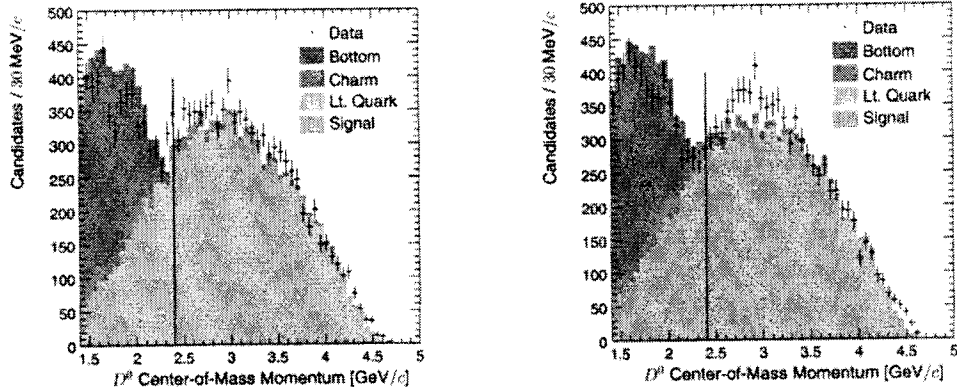 500
450
400
350
300
250
200
150
100
50
0
Candidates / 30 MeV/c
Data
Bottom
Charm
Lt. Quark
Signal
1.5 2 2.5 3 3.5 4 4.5 5
D⁰ Center-of-Mass Momentum [GeV/c]
500
450
400
350
300
250
200
150
100
50
0
Candidates / 30 MeV/c
Data
Bottom
Charm
Lt. Quark
Signal
1.5 2 2.5 3 3.5 4 4.5 5
D⁰ Center-of-Mass Momentum [GeV/c]